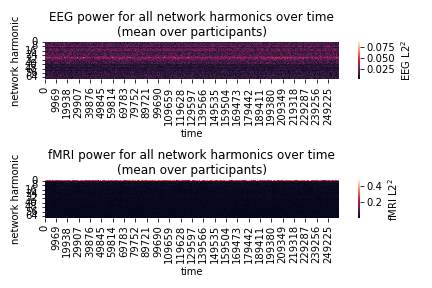 EEG power for all network harmonics over time
(mean over participants)
network harmonic
0
64
0.075
0.050
0.025
EEG L2²
0 9969 19938 29907 39876 49845 59814 69783 79752 89721 99690 109659 119628 129597 139566 149535 159504 169473 179442 189411 199380 209349 219318 229287 239256 249225
time
fMRI power for all network harmonics over time
(mean over participants)
network harmonic
0
64
0.4
0.2
fMRI L2²
0 9969 19938 29907 39876 49845 59814 69783 79752 89721 99690 109659 119628 129597 139566 149535 159504 169473 179442 189411 199380 209349 219318 229287 239256 249225
time